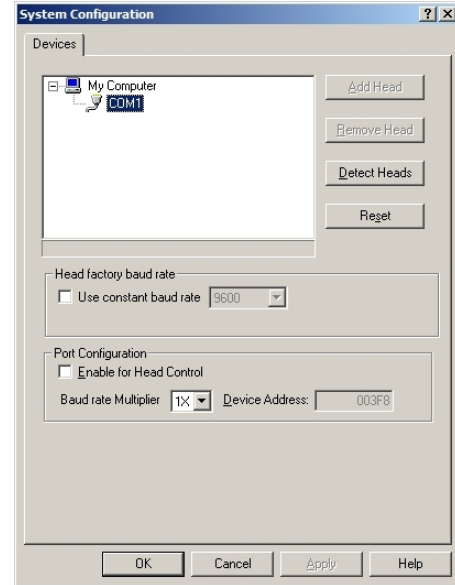 System Configuration
Devices
My Computer
COM1
Add Head
Remove Head
Detect Heads
Reset
Head factory baud rate
Use constant baud rate 9600
Port Configuration
Enable for Head Control
Baud rate Multiplier 1X Device Address: 003F8
OK Cancel Apply Help